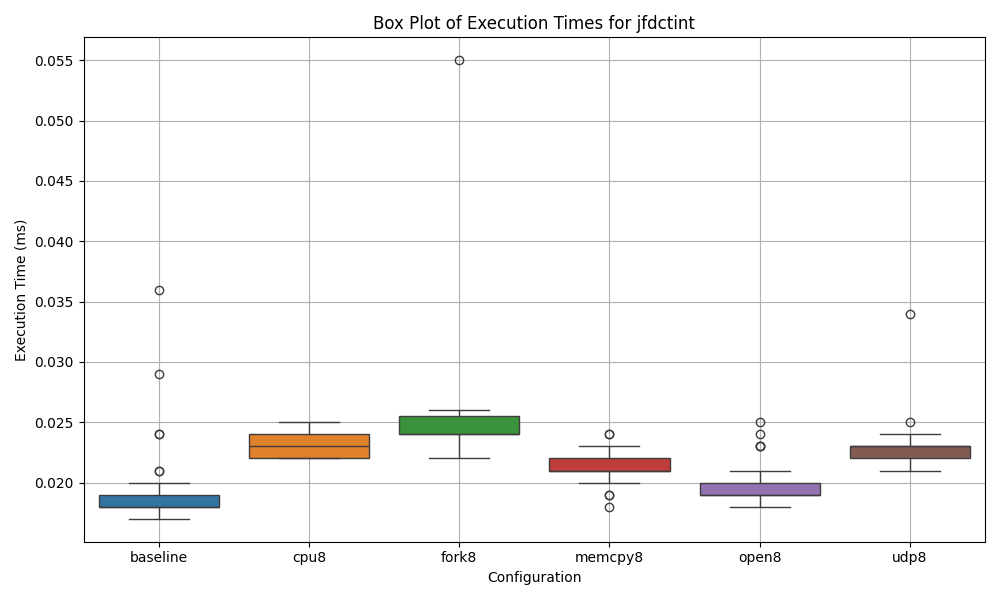 Box Plot of Execution Times for jfdctint
0.055
0.050
0.045
0.040
0.035
0.030
0.025
0.020
Execution Time (ms)
baseline cpu8 fork8 memcpy8 open8 udp8
Configuration